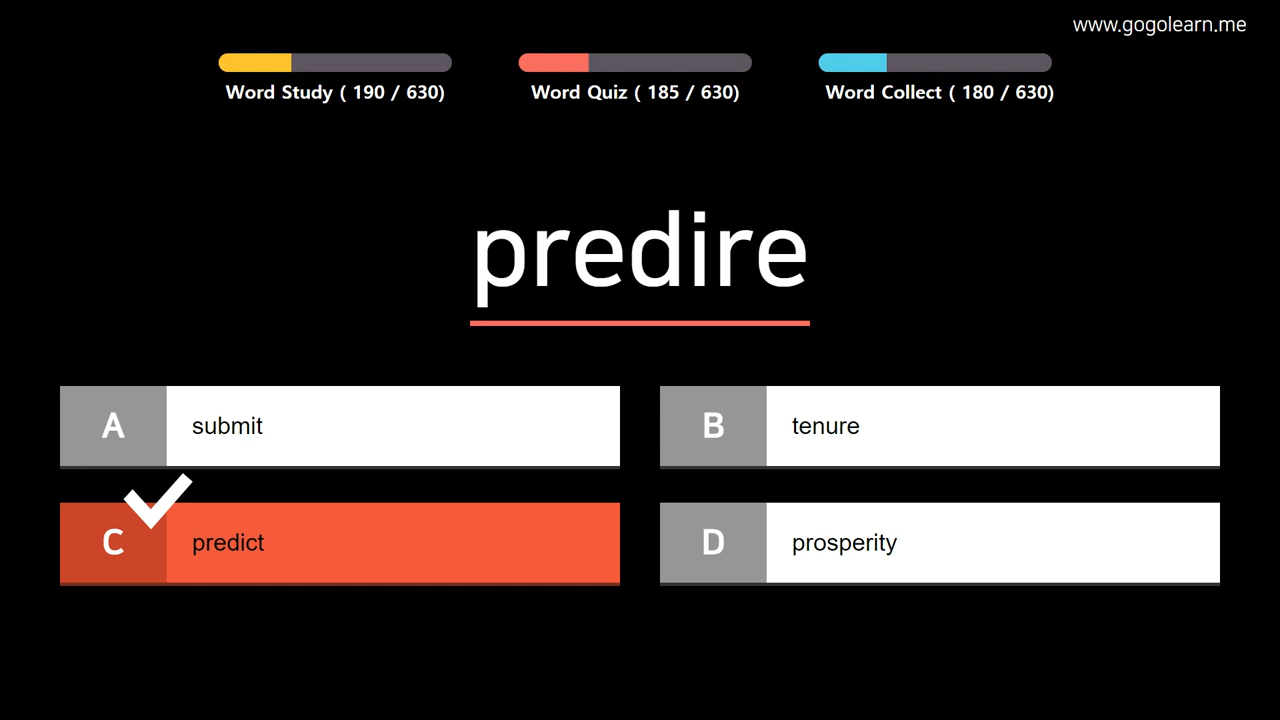 www.gogolearn.me
Word Study ( 190 / 630)
Word Quiz ( 185 / 630)
Word Collect ( 180 / 630)
predire
A submit
B tenure
C predict
D prosperity